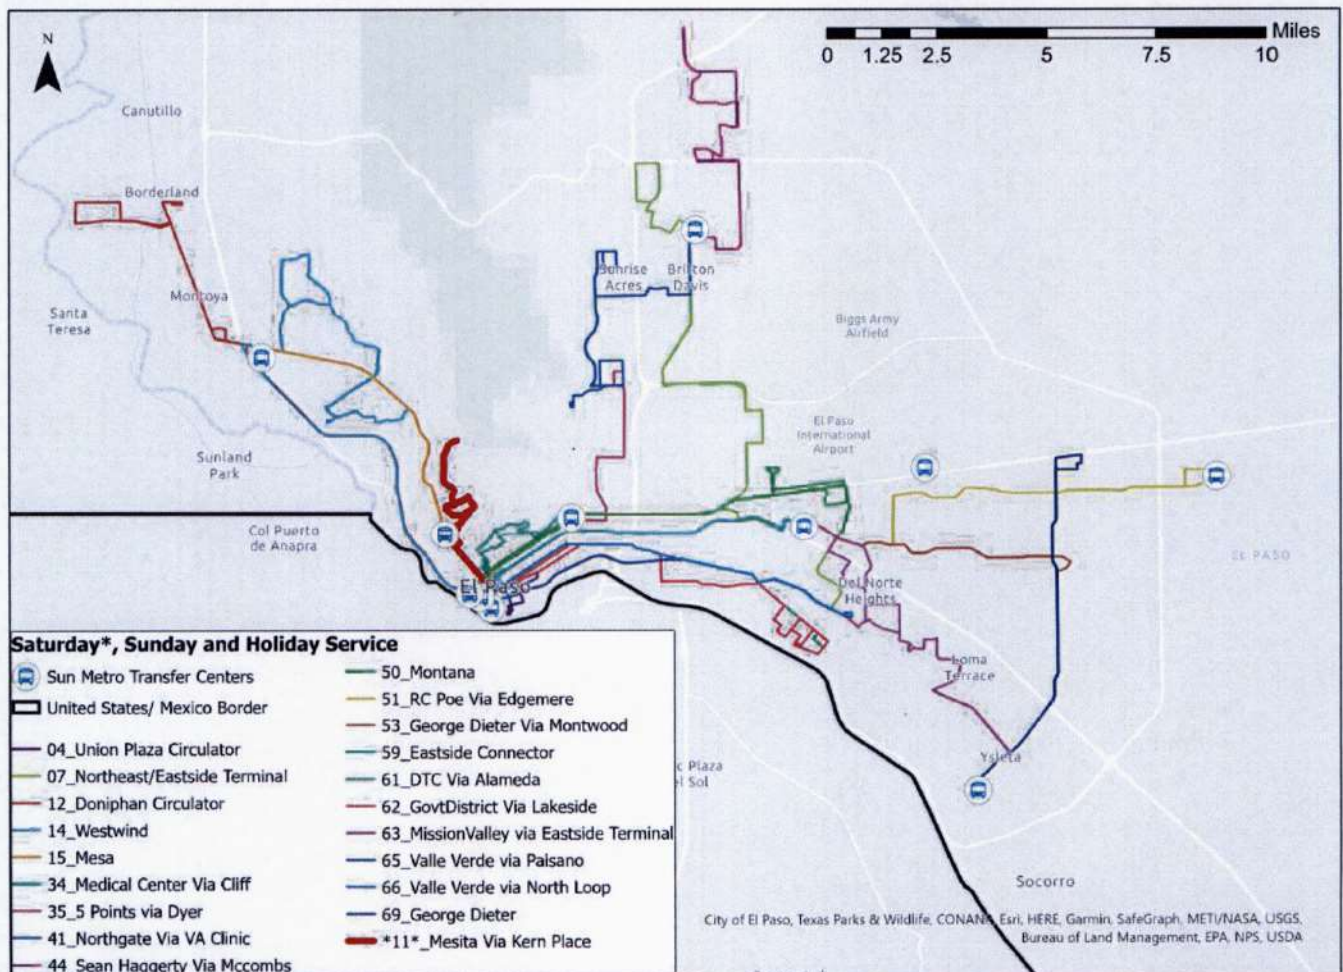 N
Miles
0 1.25 2.5 5 7.5 10
Canutillo
Borderland
Montoya
Santa
Teresa
Sunrise
Acres
Britton
Davis
Biggs Army
Airfield
El Paso
International
Airport
Sunland
Park
Col Puerto
de Anapra
EL PASO
El Paso
Del Norte
Heights
Loma
Terrace
Ysleta
Plaza
Sol
Socorro
Saturday*, Sunday and Holiday Service
Sun Metro Transfer Centers
United States/ Mexico Border
04_Union Plaza Circulator
07_Northeast/Eastside Terminal
12_Doniphan Circulator
14_Westwind
15_Mesa
34_Medical Center Via Cliff
35_5 Points via Dyer
41_Northgate Via VA Clinic
44_Sean Haggerty Via Mccombs
50_Montana
51_RC Poe Via Edgemere
53_George Dieter Via Montwood
59_Eastside Connector
61_DTC Via Alameda
62_GovtDistrict Via Lakeside
63_MissionValley via Eastside Terminal
65_Valle Verde via Paisano
66_Valle Verde via North Loop
69_George Dieter
*11*_Mesita Via Kern Place
City of El Paso, Texas Parks & Wildlife, CONANP, Esri, HERE, Garmin, SafeGraph, METI/NASA, USGS,
Bureau of Land Management, EPA, NPS, USDA